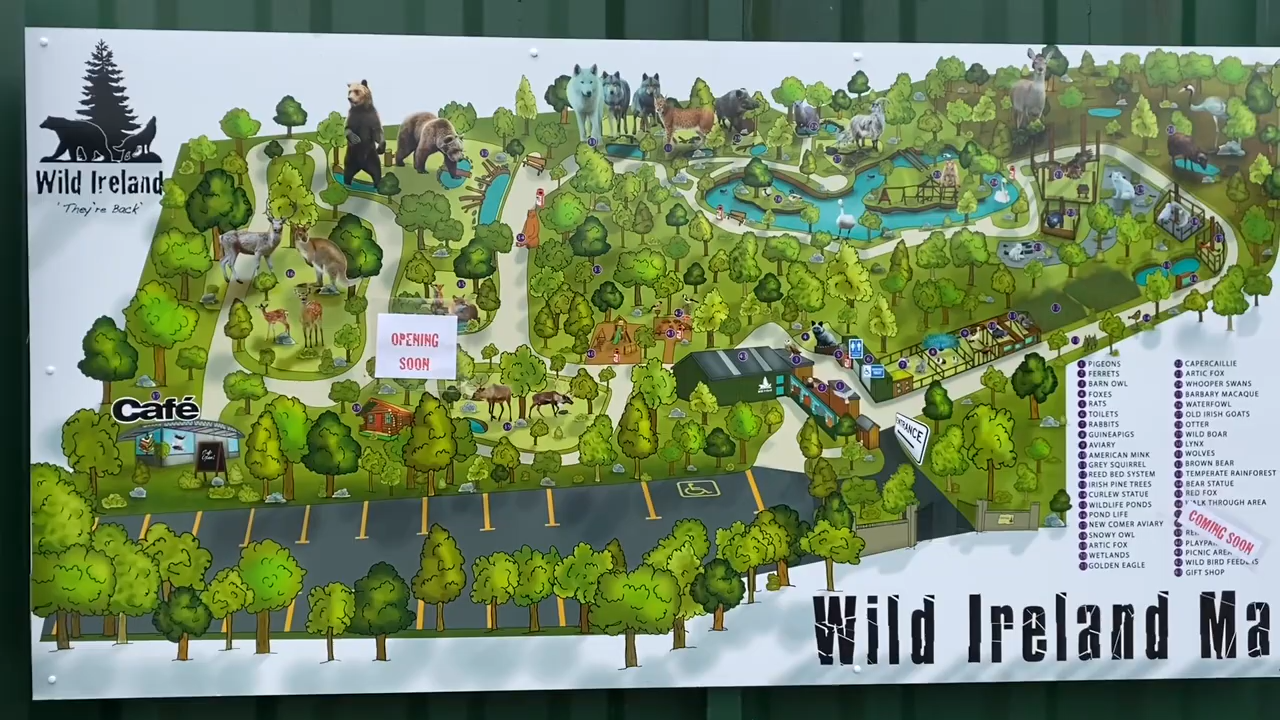 Wild Ireland
'They're Back'
OPENING
SOON
Café
ENTRANCE
PIGEONS
FERRETS
BARN OWL
FOXES
RATS
TOILETS
RABBITS
GUINEAPIGS
AVIARY
AMERICAN MINK
GREY SQUIRREL
REED BED SYSTEM
IRISH PINE TREES
CURLEW STATUE
WILDLIFE PONDS
POND LIFE
NEW COMER AVIARY
SNOWY OWL
ARTIC FOX
WETLANDS
GOLDEN EAGLE
CAPERCAILLIE
ARTIC FOX
WHOOPER SWANS
BARBARY MACAQUE
WATERFOWL
OLD IRISH GOATS
OTTER
WILD BOAR
LYNX
WOLVES
BROWN BEAR
TEMPERATE RAINFOREST
BEAR STATUE
RED FOX
WALK THROUGH AREA
COMING SOON
PICNIC AREA
WILD BIRD FEEDERS
GIFT SHOP
Wild Ireland Ma